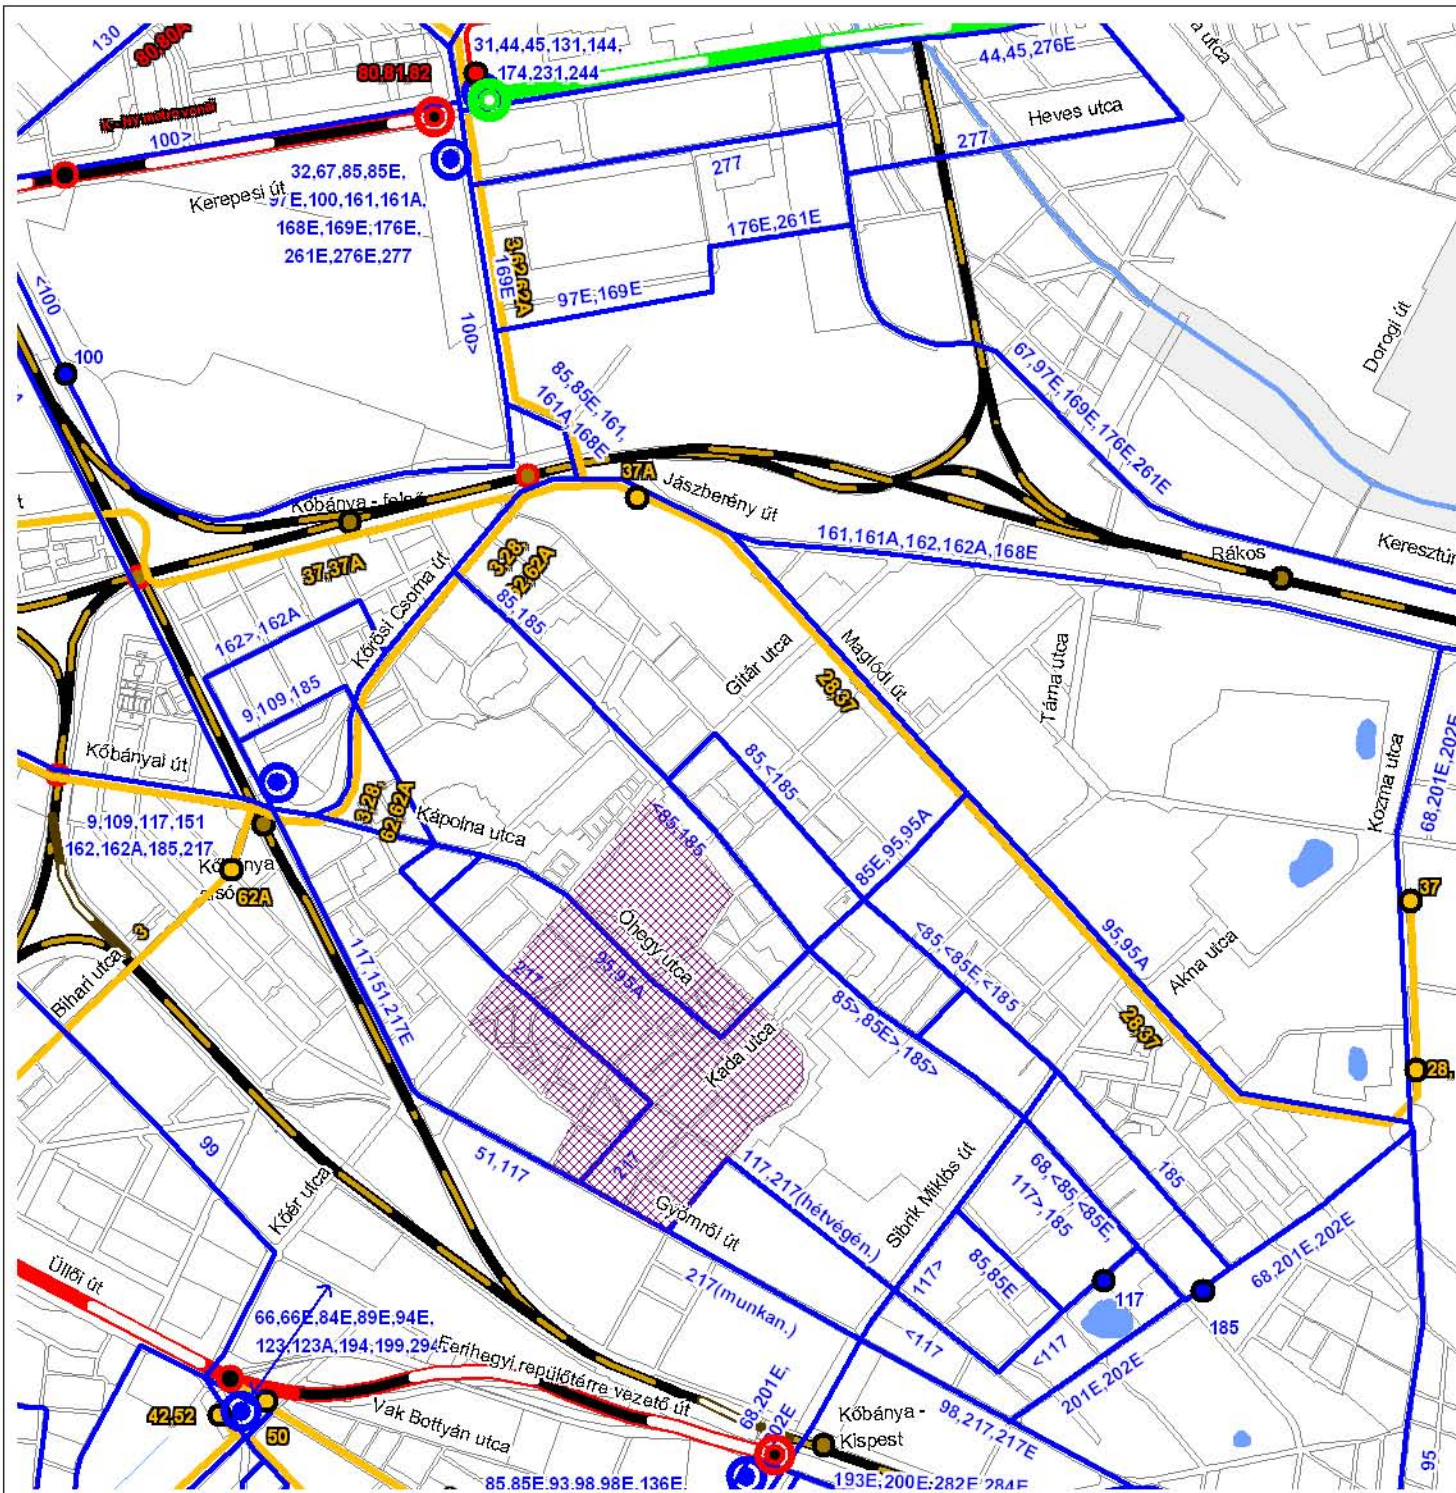 130
80,80A
a utca
31,44,45,131,144,
174,231,244
44,45,276E
80,81,82
K - NY metróvonal
100>
Heves utca
277
277
32,67,85,85E,
97E,100,161,161A,
168E,169E,176E,
261E,276E,277
Kerepesi út
176E,261E
3,62,62A
169E
97E,169E
<100
100>
100
Dorogi út
67,97E,169E,176E,261E
85,85E,161,
161A,168E
37A
Jászberény út
Kőbánya - felső
161,161A,162,162A,168E
Rákos
Keresztúr
37,37A
3,28,
62,62A
Kőrösi Csoma út
85,185
162>,162A
9,109,185
Gitár utca
Maglódi út
28,37
Tárna utca
Kőbányai út
85,<185
Kozma utca
68,201E,202E
3,28,
62,62A
Kápolna utca
<85,185
9,109,117,151
162,162A,185,217
Kőbánya
alsó
62A
85E,95,95A
37
3
Bihari utca
Óhegy utca
95,95A
217
<85,<85E,<185
95,95A
Akna utca
117,151,217E
85>,85E>,185>
28,37
Kada utca
28,
99
51,117
217
117,217(hétvégén.)
Sibrik Miklós út
68,<85,<85E,
117>,185
185
Kőér utca
Gyömrői út
117>
85,85E
68,201E,202E
Üllői út
217(munkan.)
117
185
66,66E,84E,89E,94E,
123,123A,194,199,294
<117
<117
Ferihegyi repülőtérre vezető út
201E,202E
68,201E,
202E
42,52
50
Vak Bottyán utca
Kőbánya -
Kispest
98,217,217E
95
85,85E,93,98,98E,136E,
193E,200E,282E,284E